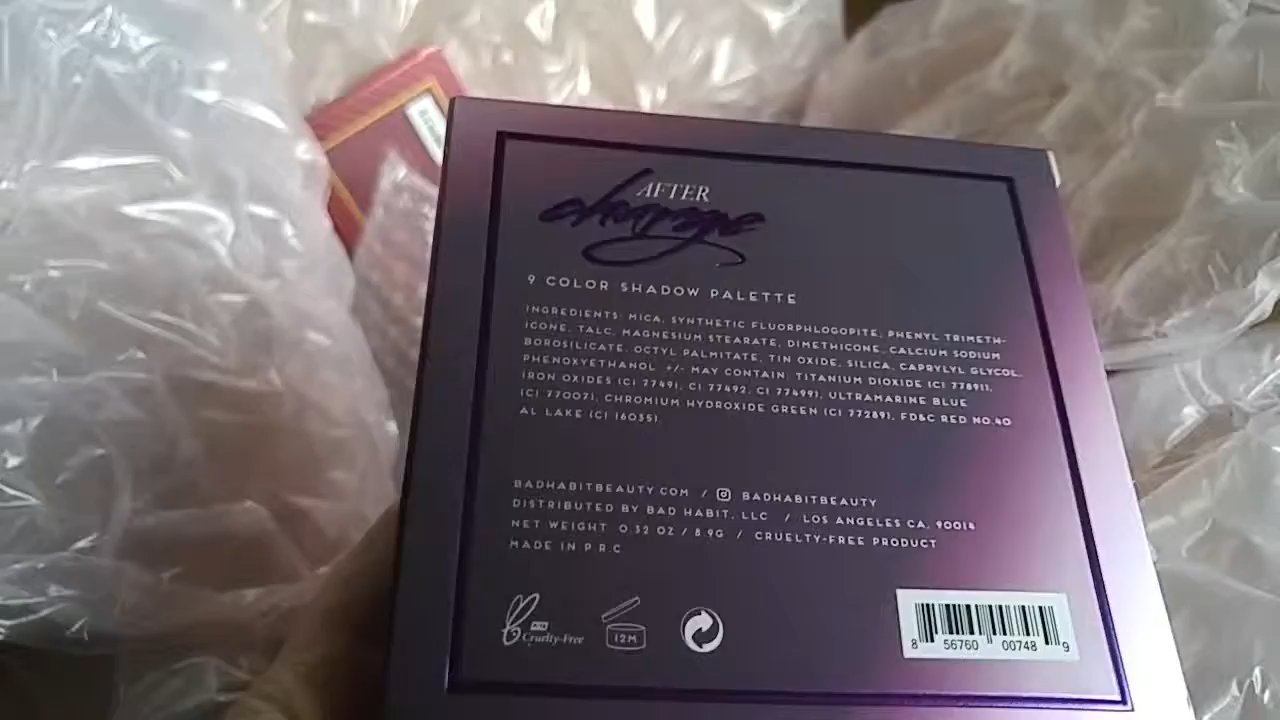 AFTER
9 COLOR SHADOW PALETTE
INGREDIENTS: MICA, SYNTHETIC FLUORPHLOGOPITE, PHENYL TRIMETH-
ICONE, TALC, MAGNESIUM STEARATE, DIMETHICONE, CALCIUM SODIUM
BOROSILICATE, OCTYL PALMITATE, TIN OXIDE, SILICA, CAPRYLYL GLYCOL,
PHENOXYETHANOL +/- MAY CONTAIN: TITANIUM DIOXIDE (CI 77891),
IRON OXIDES (CI 77491, CI 77492, CI 77499), ULTRAMARINE BLUE
(CI 77007), CHROMIUM HYDROXIDE GREEN (CI 77289), FD&C RED NO.40
AL LAKE (CI 16035).
BADHABITBEAUTY.COM / BADHABITBEAUTY
DISTRIBUTED BY BAD HABIT, LLC / LOS ANGELES CA, 90014
NET WEIGHT 0.32 OZ / 8.9G / CRUELTY-FREE PRODUCT
MADE IN P.R.C
Cruelty-Free
12M
8 56760 00748 9